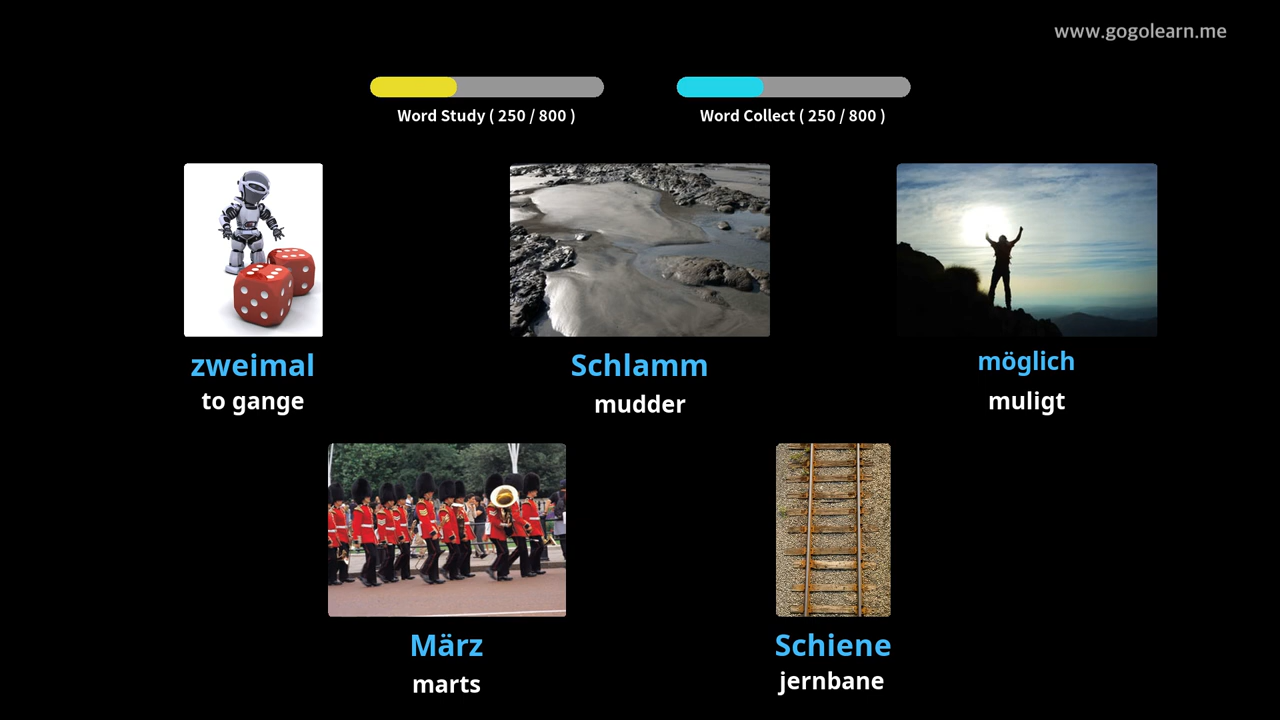 www.gogolearn.me
Word Study ( 250 / 800 )
Word Collect ( 250 / 800 )
zweimal
to gange
Schlamm
mudder
möglich
muligt
März
marts
Schiene
jernbane